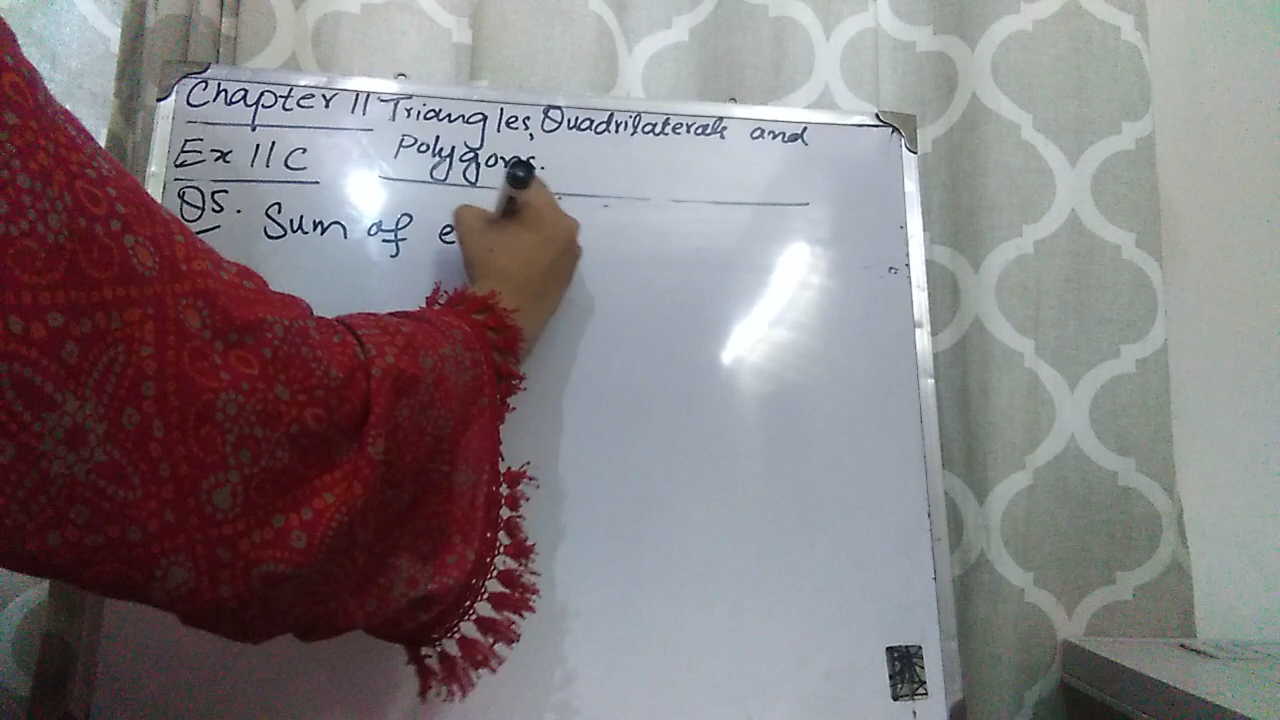 Chapter 11 Triangles, Quadrilaterals and
Polygons.
Ex 11C
Q5. Sum of e